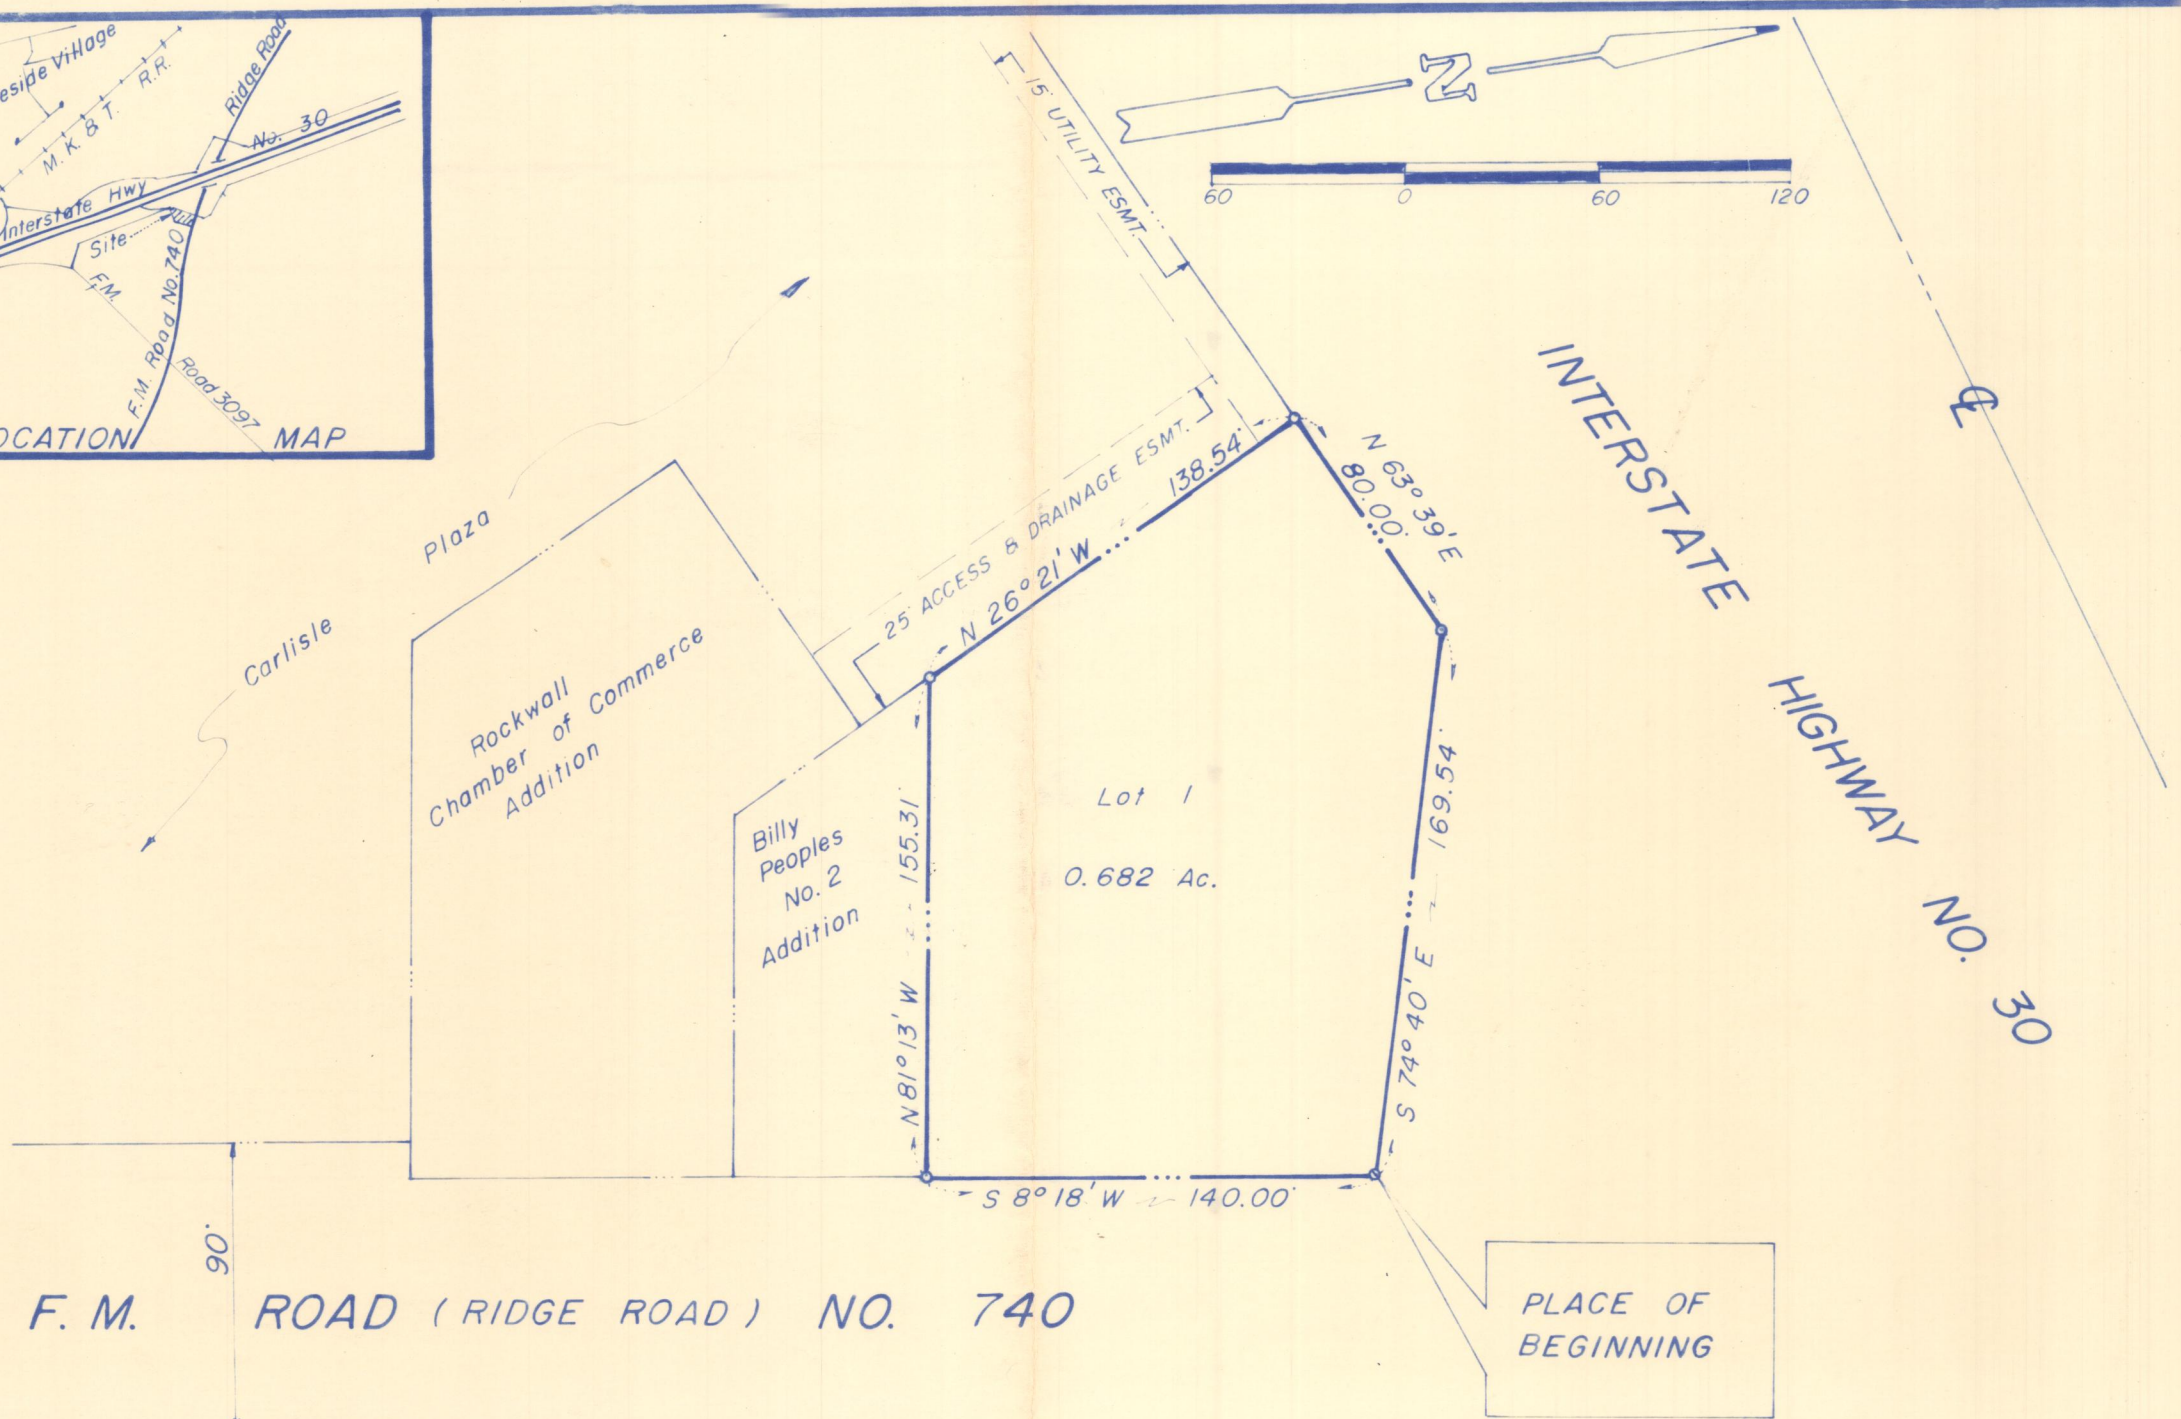 eside Village
M. K. & T. R.R.
Ridge Road
Interstate Hwy No. 30
Site
F.M.
Road 3097
F.M. Road No. 740
OCATION MAP
15' UTILITY ESMT.
N
60 0 60 120
INTERSTATE HIGHWAY NO. 30
℄
Carlisle Plaza
Rockwall
Chamber of Commerce
Addition
Billy
Peoples
No. 2
Addition
25' ACCESS & DRAINAGE ESMT.
N 26° 21' W 138.54'
N 63° 39' E
80.00'
N 81° 13' W 155.31'
Lot 1
0.682 Ac.
S 74° 40' E 169.54'
S 8° 18' W 140.00'
90'
F. M. ROAD ( RIDGE ROAD ) NO. 740
PLACE OF
BEGINNING